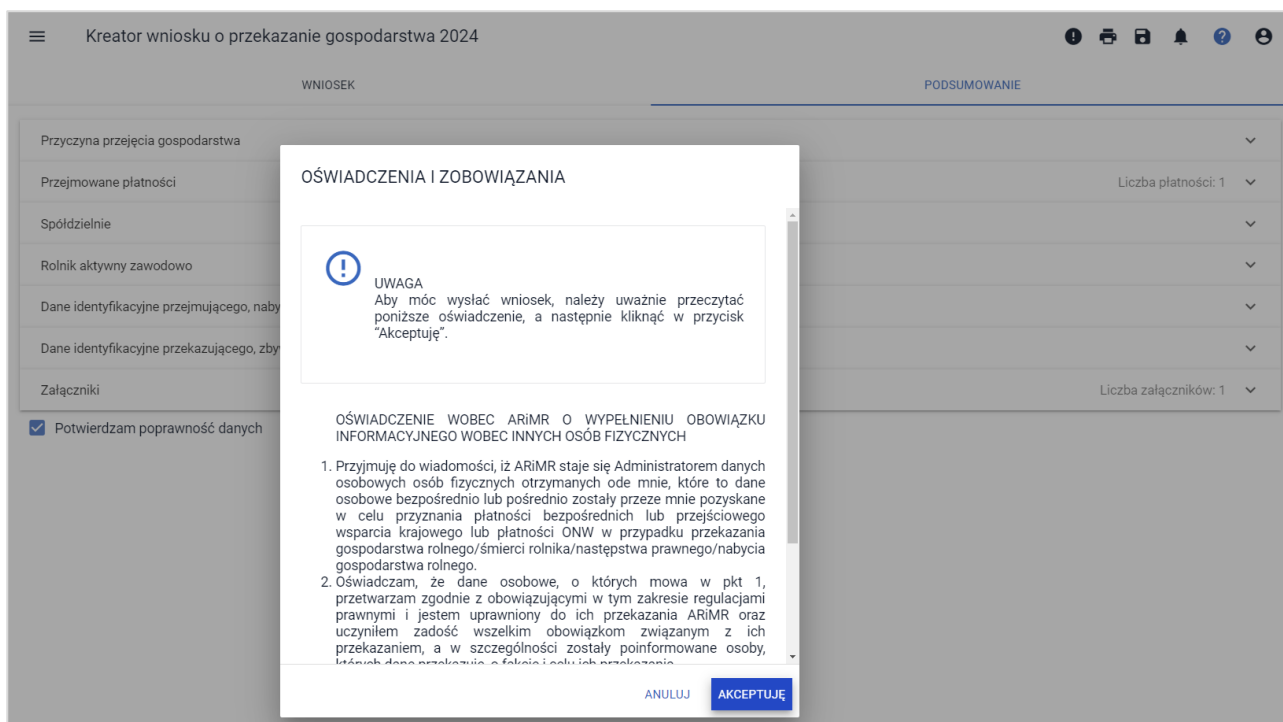 Kreator wniosku o przekazanie gospodarstwa 2024
WNIOSEK
PODSUMOWANIE
Przyczyna przejęcia gospodarstwa
Przejmowane płatności
Liczba płatności: 1
Spółdzielnie
Rolnik aktywny zawodowo
Dane identyfikacyjne przejmującego, naby
Dane identyfikacyjne przekazującego, zby
Załączniki
Liczba załączników: 1
Potwierdzam poprawność danych
OŚWIADCZENIA I ZOBOWIĄZANIA
UWAGA
Aby móc wysłać wniosek, należy uważnie przeczytać
poniższe oświadczenie, a następnie kliknąć w przycisk
“Akceptuję”.
OŚWIADCZENIE WOBEC ARiMR O WYPEŁNIENIU OBOWIĄZKU
INFORMACYJNEGO WOBEC INNYCH OSÓB FIZYCZNYCH
1. Przyjmuję do wiadomości, iż ARiMR staje się Administratorem danych
osobowych osób fizycznych otrzymanych ode mnie, które to dane
osobowe bezpośrednio lub pośrednio zostały przeze mnie pozyskane
w celu przyznania płatności bezpośrednich lub przejściowego
wsparcia krajowego lub płatności ONW w przypadku przekazania
gospodarstwa rolnego/śmierci rolnika/następstwa prawnego/nabycia
gospodarstwa rolnego.
2. Oświadczam, że dane osobowe, o których mowa w pkt 1,
przetwarzam zgodnie z obowiązującymi w tym zakresie regulacjami
prawnymi i jestem uprawniony do ich przekazania ARiMR oraz
uczyniłem zadość wszelkim obowiązkom związanym z ich
przekazaniem, a w szczególności zostały poinformowane osoby,
których dane przekazuję, o fakcie i celu ich przekazania.
ANULUJ
AKCEPTUJĘ